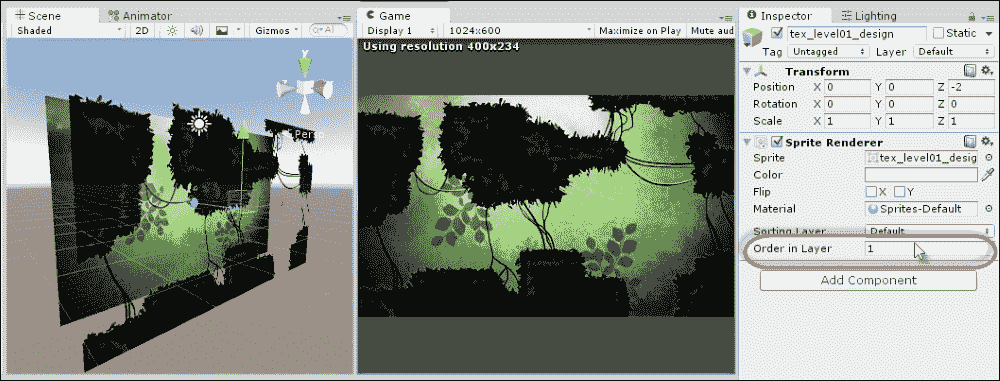 Scene Animator
Shaded 2D Gizmos All
y
Persp
Game
Display 1 1024x600 Maximize on Play Mute aud
Using resolution 400x234
Inspector Lighting
tex_level01_design Static
Tag Untagged Layer Default
Transform
Position X 0 Y 0 Z -2
Rotation X 0 Y 0 Z 0
Scale X 1 Y 1 Z 1
Sprite Renderer
Sprite tex_level01_desig
Color
Flip X Y
Material Sprites-Default
Sorting Layer Default
Order in Layer 1
Add Component